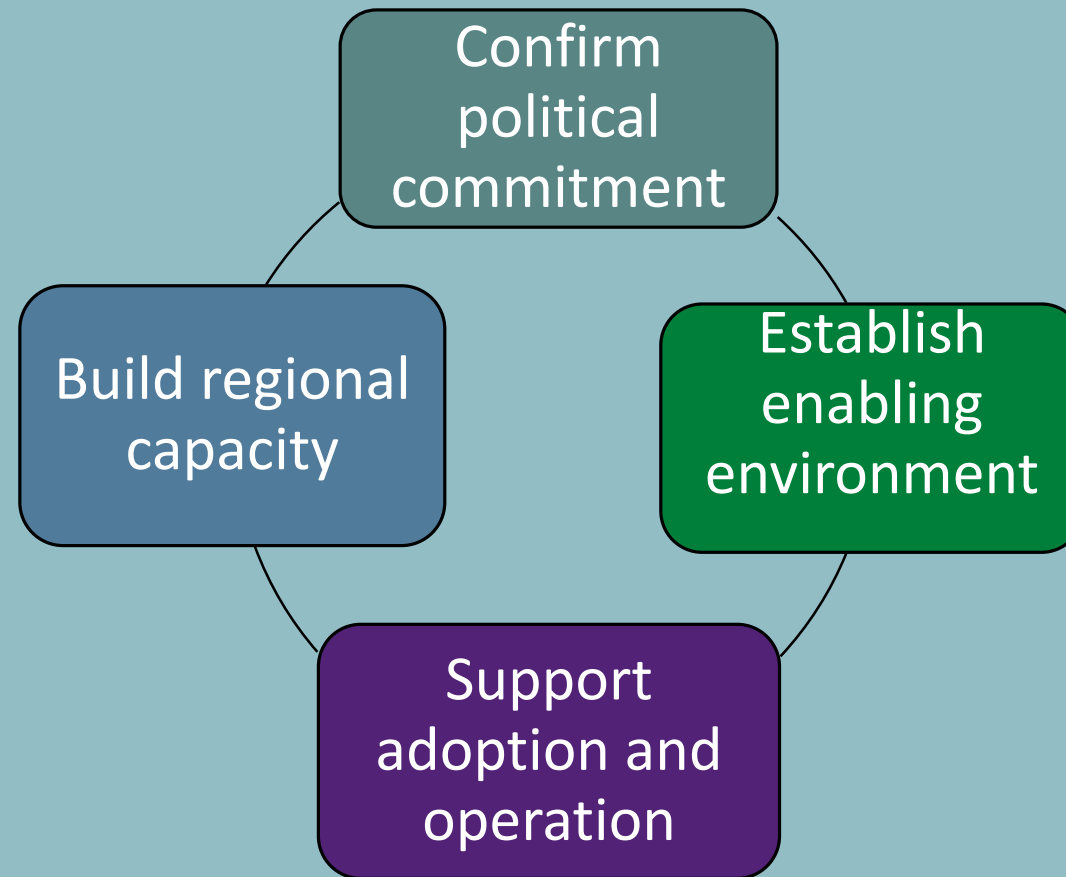 Confirm
political
commitment
Establish
enabling
environment
Build regional
capacity
Support
adoption and
operation